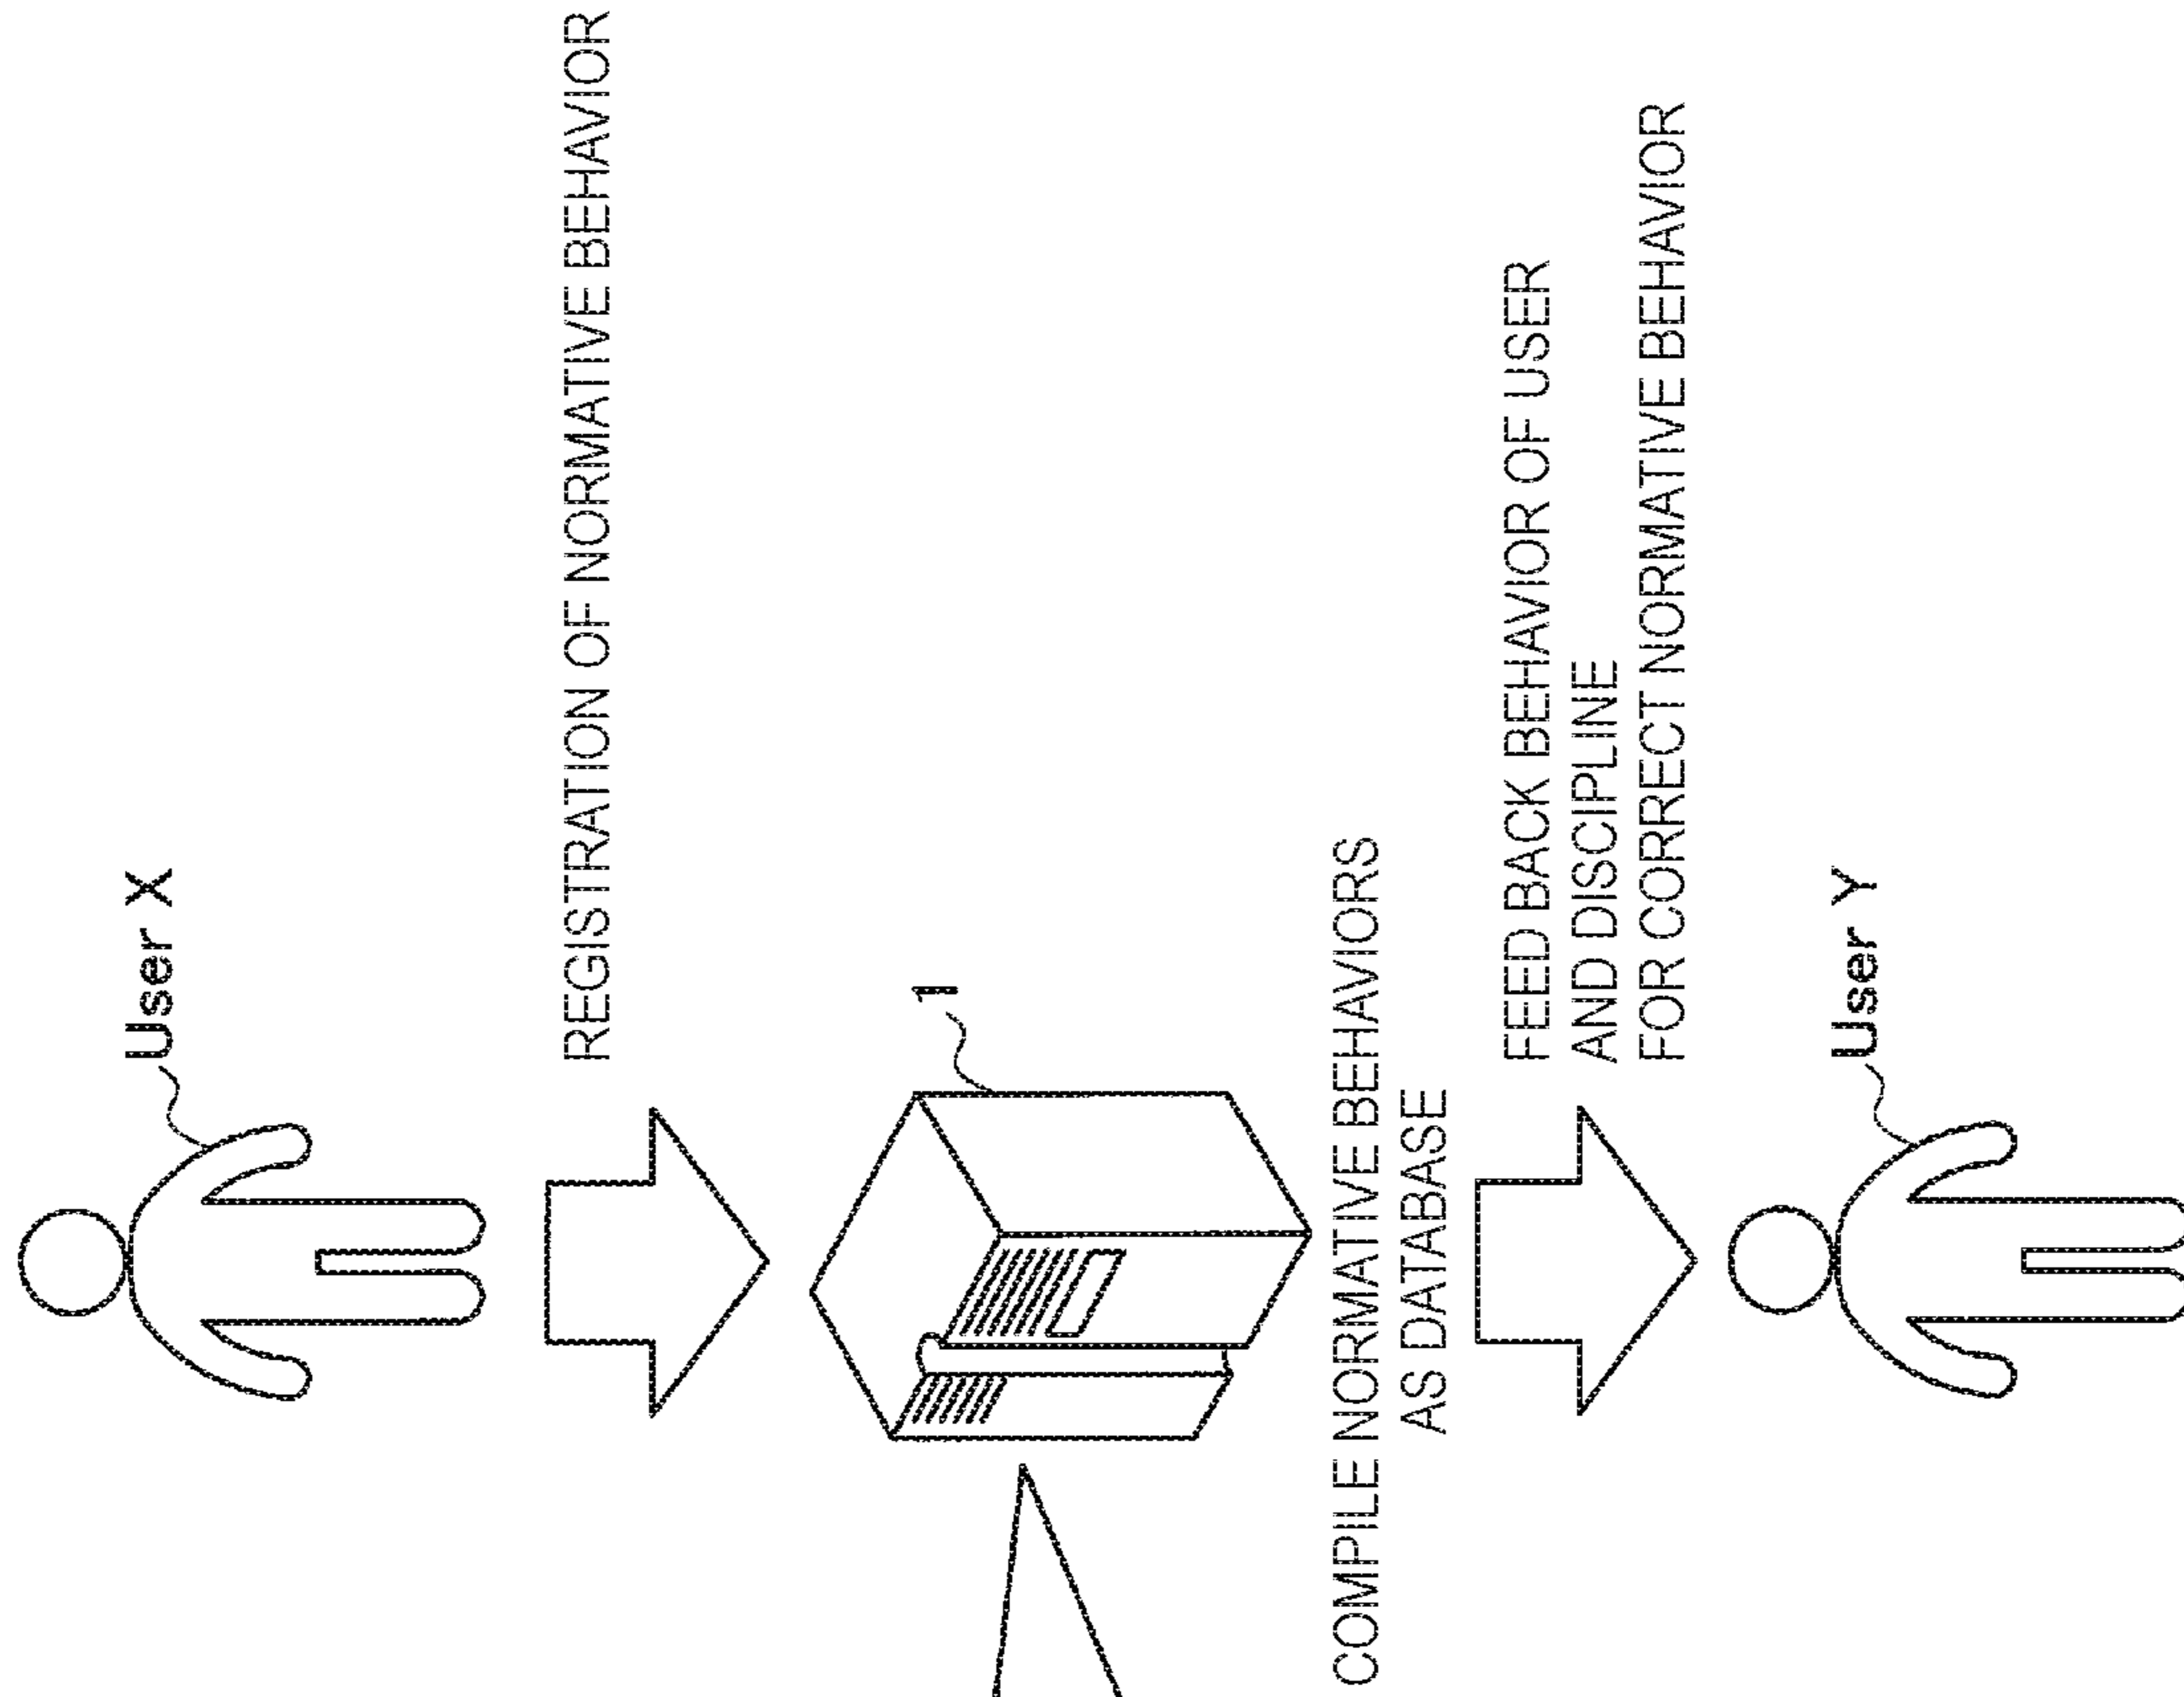 User X
REGISTRATION OF NORMATIVE BEHAVIOR
1
COMPILE NORMATIVE BEHAVIORS
AS DATABASE
FEED BACK BEHAVIOR OF USER
AND DISCIPLINE
FOR CORRECT NORMATIVE BEHAVIOR
User Y